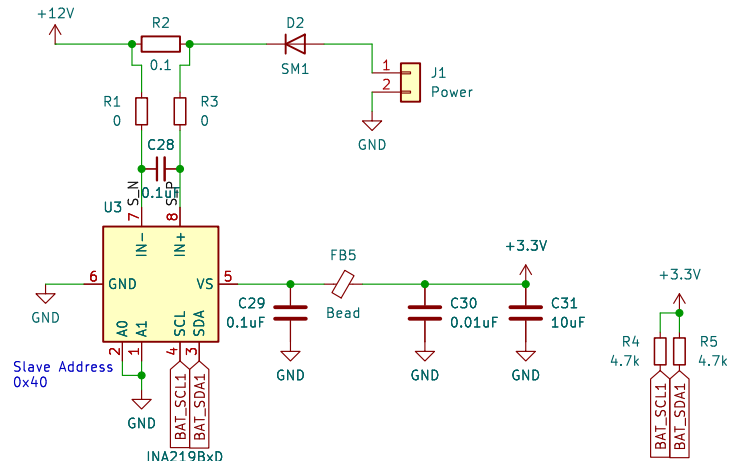 +12V
R2
0.1
D2
SM1
1
2
J1
Power
GND
R1
0
R3
0
C28
0.1uF
S_N
S_P
U3
7
8
IN-
IN+
6
GND
VS
5
GND
A0
A1
SCL
SDA
2
1
4
3
Slave Address
0x40
GND
BAT_SCL1
BAT_SDA1
INA219BxD
C29
0.1uF
GND
FB5
Bead
C30
0.01uF
GND
+3.3V
C31
10uF
GND
+3.3V
R4
4.7k
R5
4.7k
BAT_SCL1
BAT_SDA1